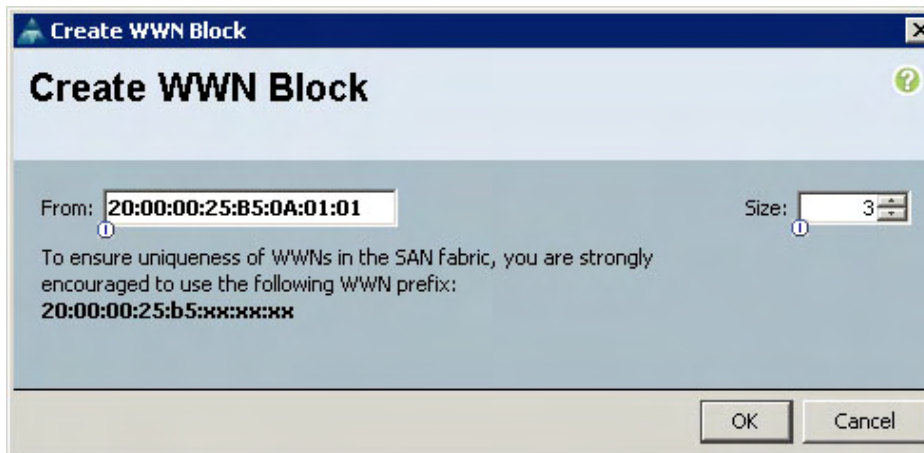 Create WWN Block
Create WWN Block
From: 20:00:00:25:B5:0A:01:01 Size: 3
To ensure uniqueness of WWNs in the SAN fabric, you are strongly
encouraged to use the following WWN prefix:
20:00:00:25:b5:xx:xx:xx
OK Cancel